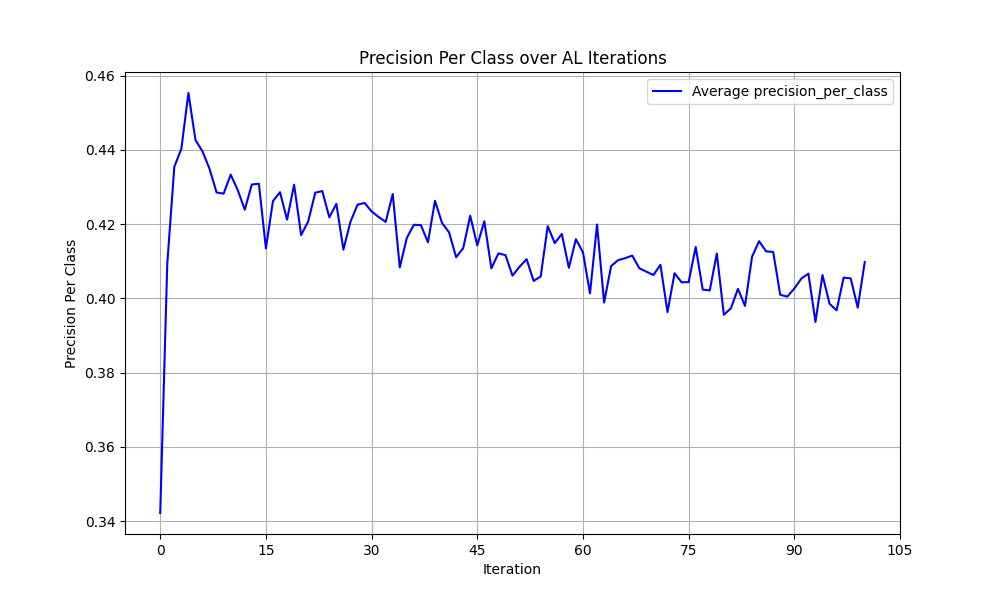 Precision Per Class over AL Iterations
Average precision_per_class
Precision Per Class
0.46
0.44
0.42
0.40
0.38
0.36
0.34
0 15 30 45 60 75 90 105
Iteration